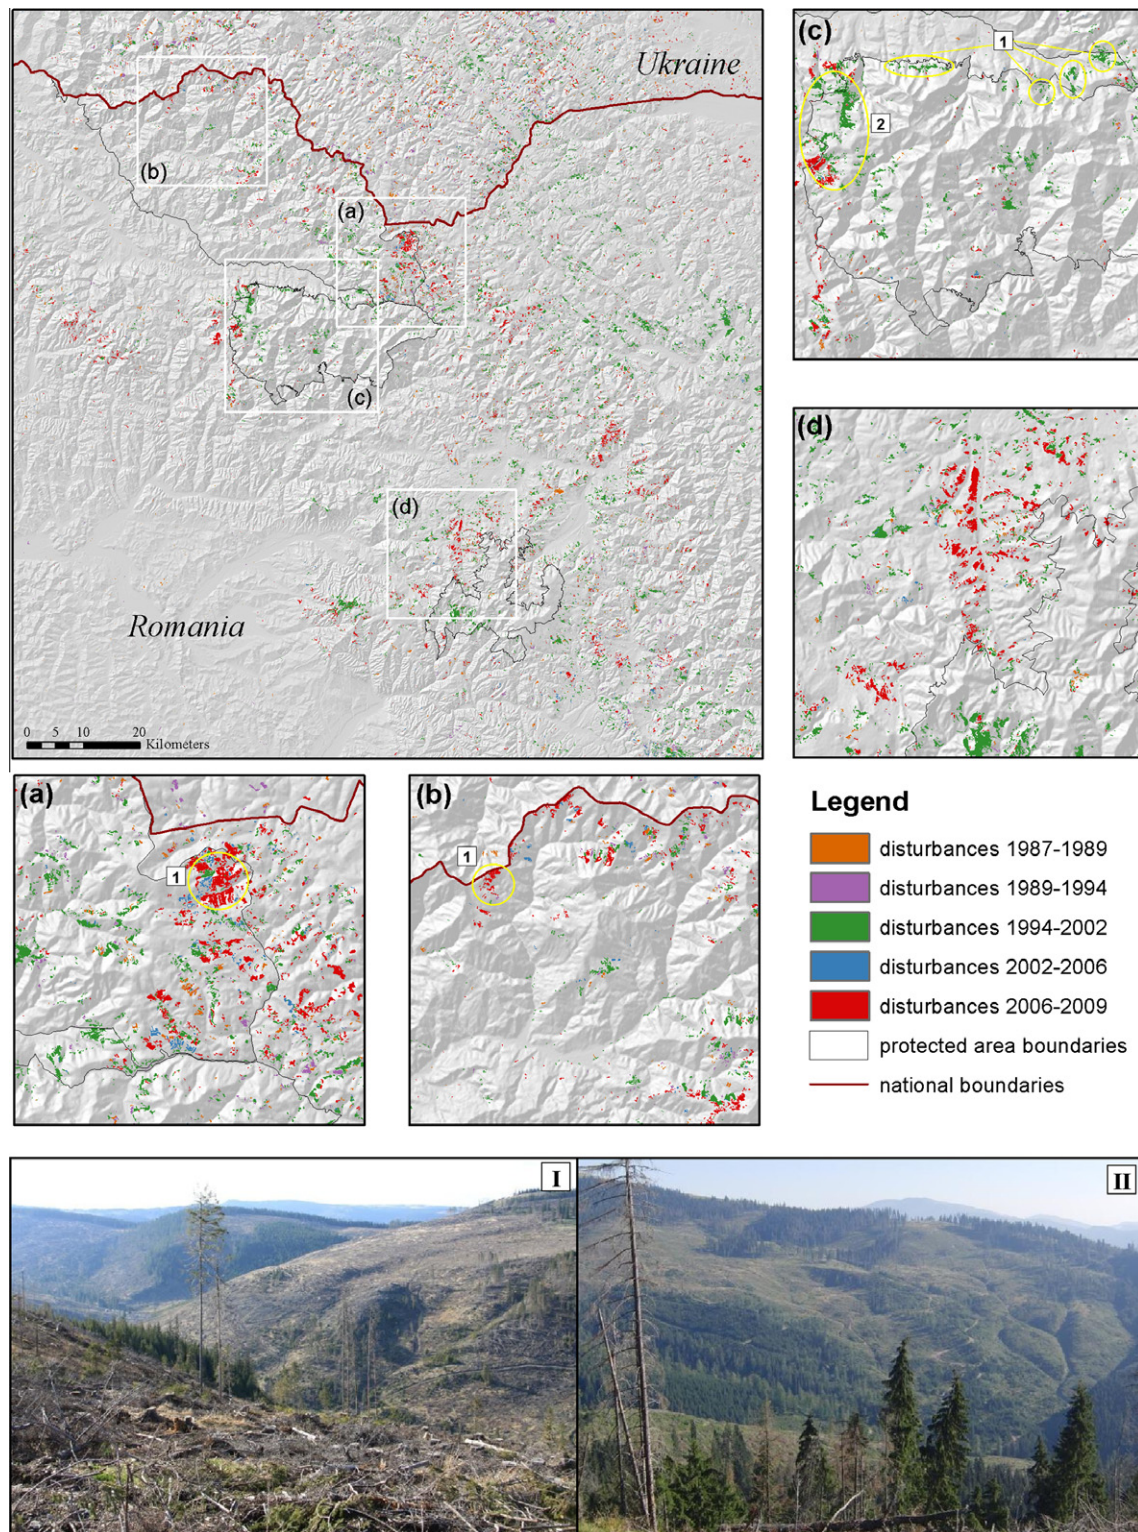 Ukraine
(b)
(a)
(c)
(d)
Romania
0 5 10 20
Kilometers
(c)
1
2
(d)
(a)
1
(b)
1
Legend
disturbances 1987-1989
disturbances 1989-1994
disturbances 1994-2002
disturbances 2002-2006
disturbances 2006-2009
protected area boundaries
national boundaries
I
II